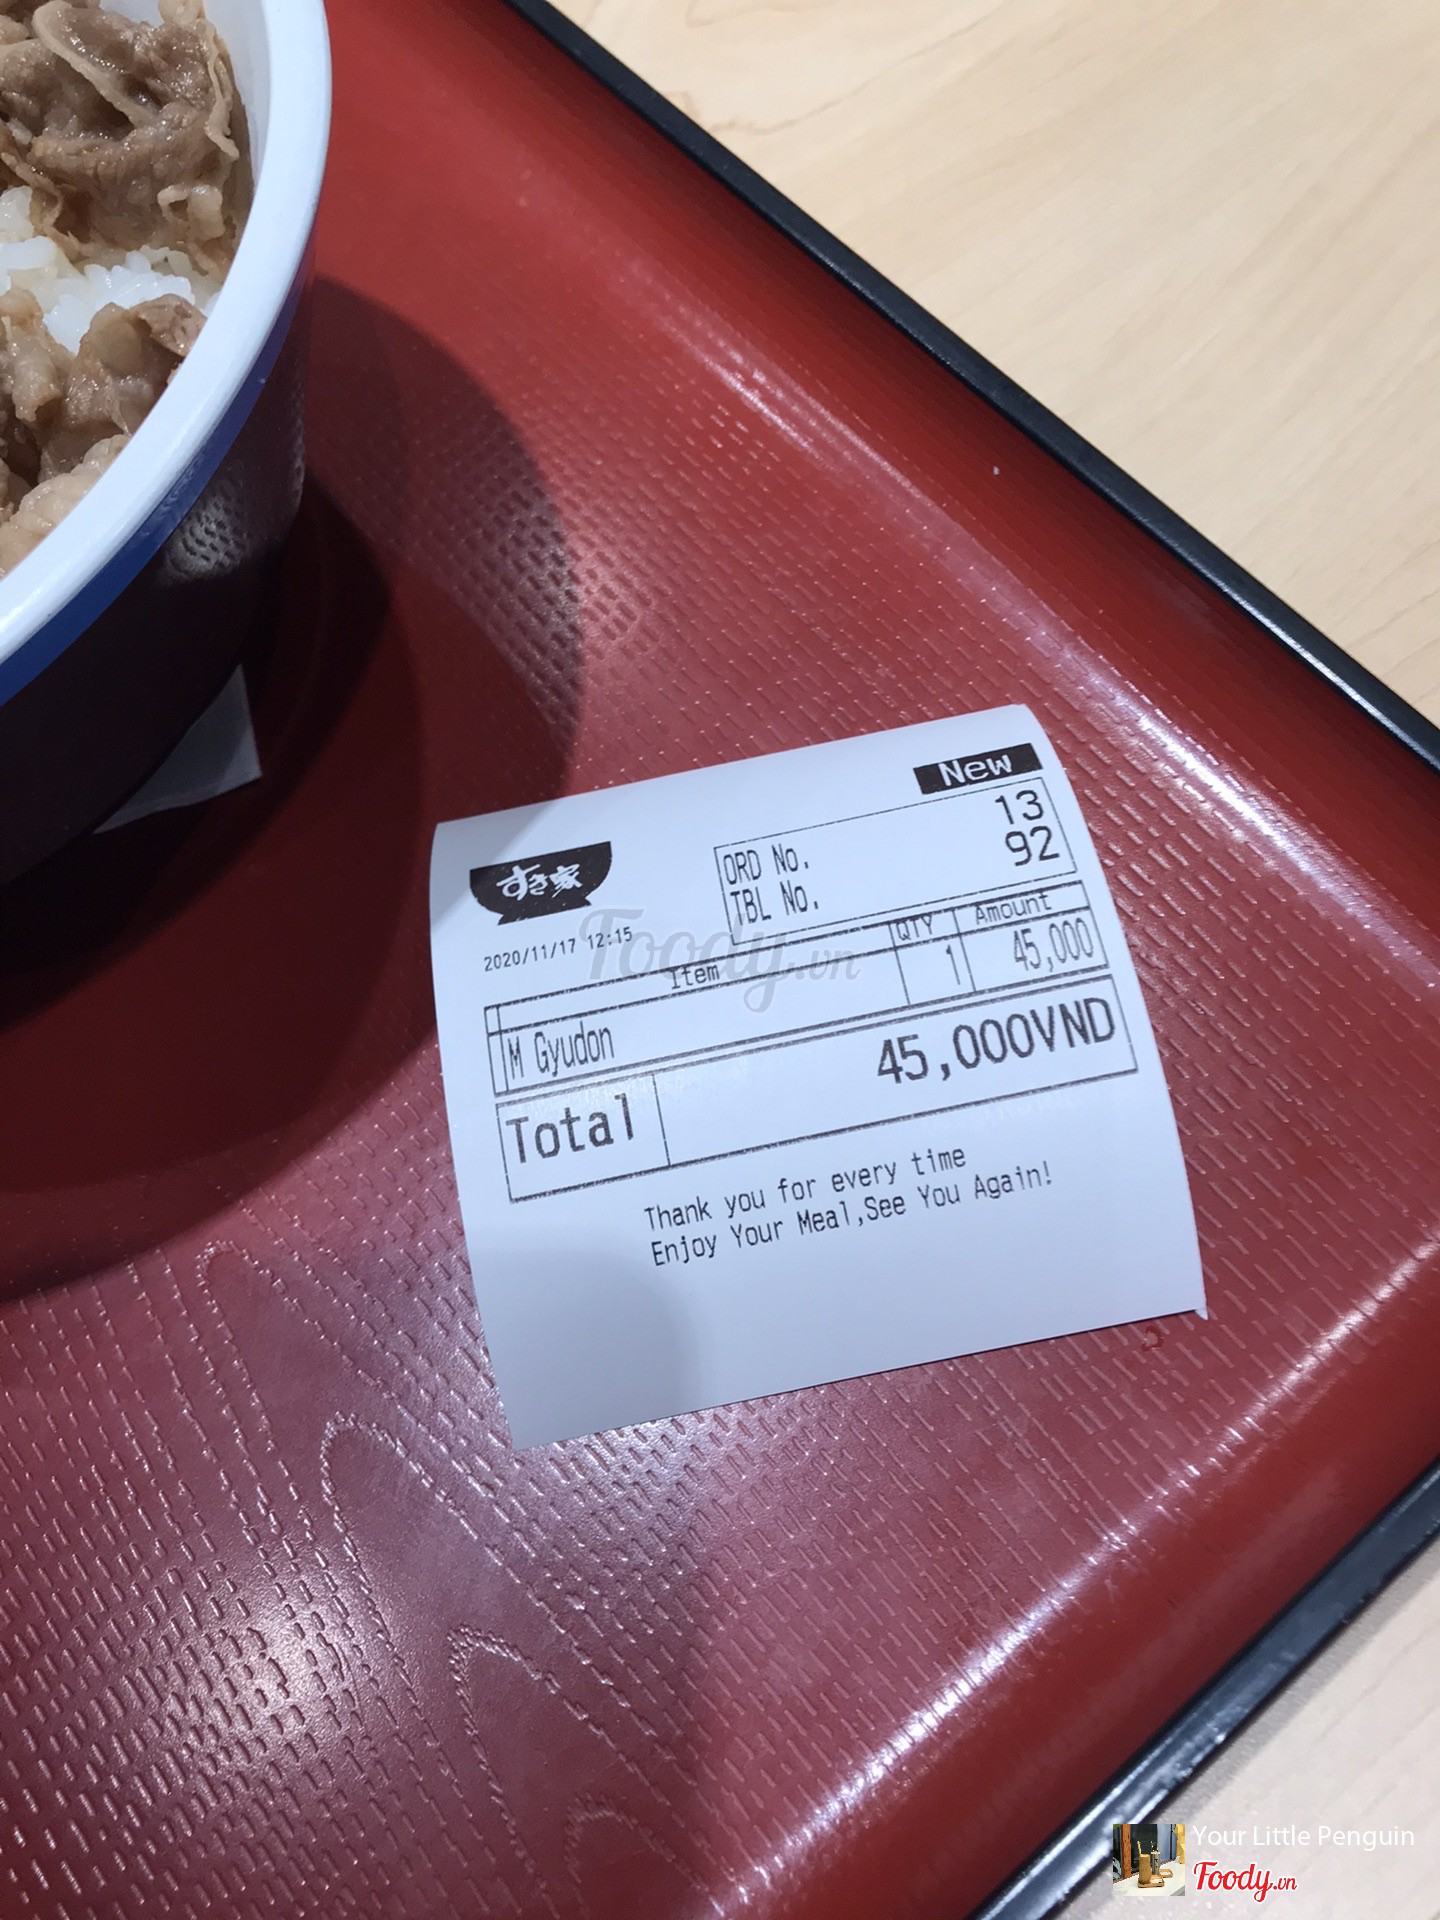 New
ORD No. 13
TBL No. 92
すき家
2020/11/17 12:15
Item QTY Amount
M Gyudon 1 45,000
Total 45,000VND
Thank you for every time
Enjoy Your Meal,See You Again!
Foody.vn
Your Little Penguin
Foody.vn